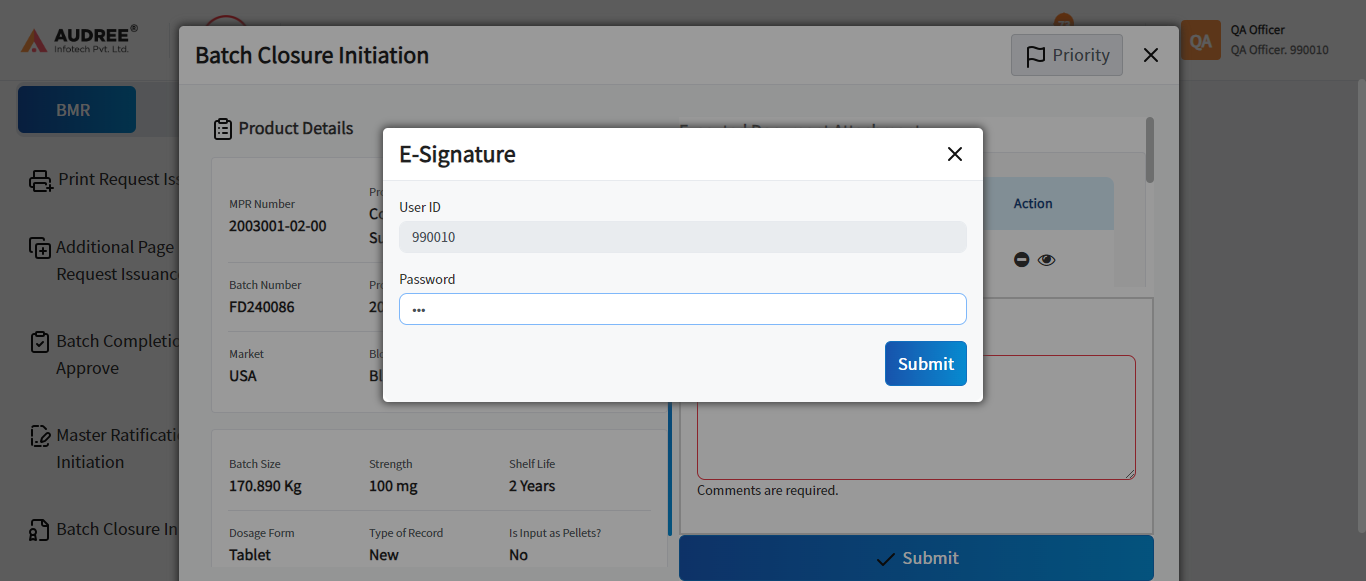 AUDREE®
Infotech Pvt. Ltd.
QA
QA Officer
QA Officer. 990010
Batch Closure Initiation
Priority
BMR
Product Details
Print Request Is
MPR Number
2003001-02-00
Additional Page
Request Issuanc
Batch Number
FD240086
Batch Completio
Approve
Market
USA
Master Ratificati
Initiation
Batch Size
170.890 Kg
Strength
100 mg
Shelf Life
2 Years
Batch Closure In
Dosage Form
Tablet
Type of Record
New
Is Input as Pellets?
No
E-Signature
User ID
990010
Password
•••
Submit
Action
Comments are required.
Submit